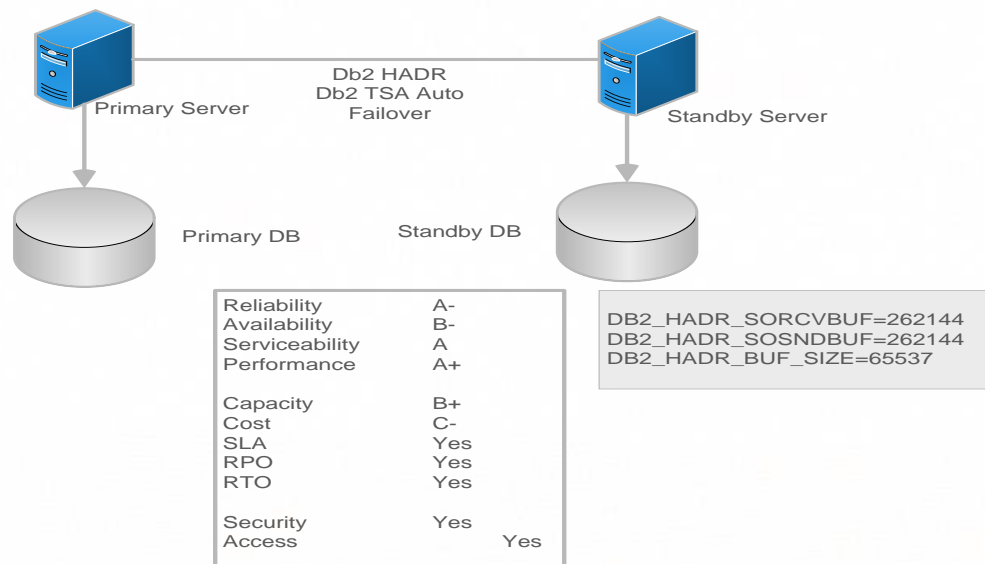 Db2 HADR
Db2 TSA Auto
Failover
Primary Server
Standby Server
Primary DB
Standby DB
Reliability A-
Availability B-
Serviceability A
Performance A+
Capacity B+
Cost C-
SLA Yes
RPO Yes
RTO Yes
Security Yes
Access Yes
DB2_HADR_SORCVBUF=262144
DB2_HADR_SOSNDBUF=262144
DB2_HADR_BUF_SIZE=65537